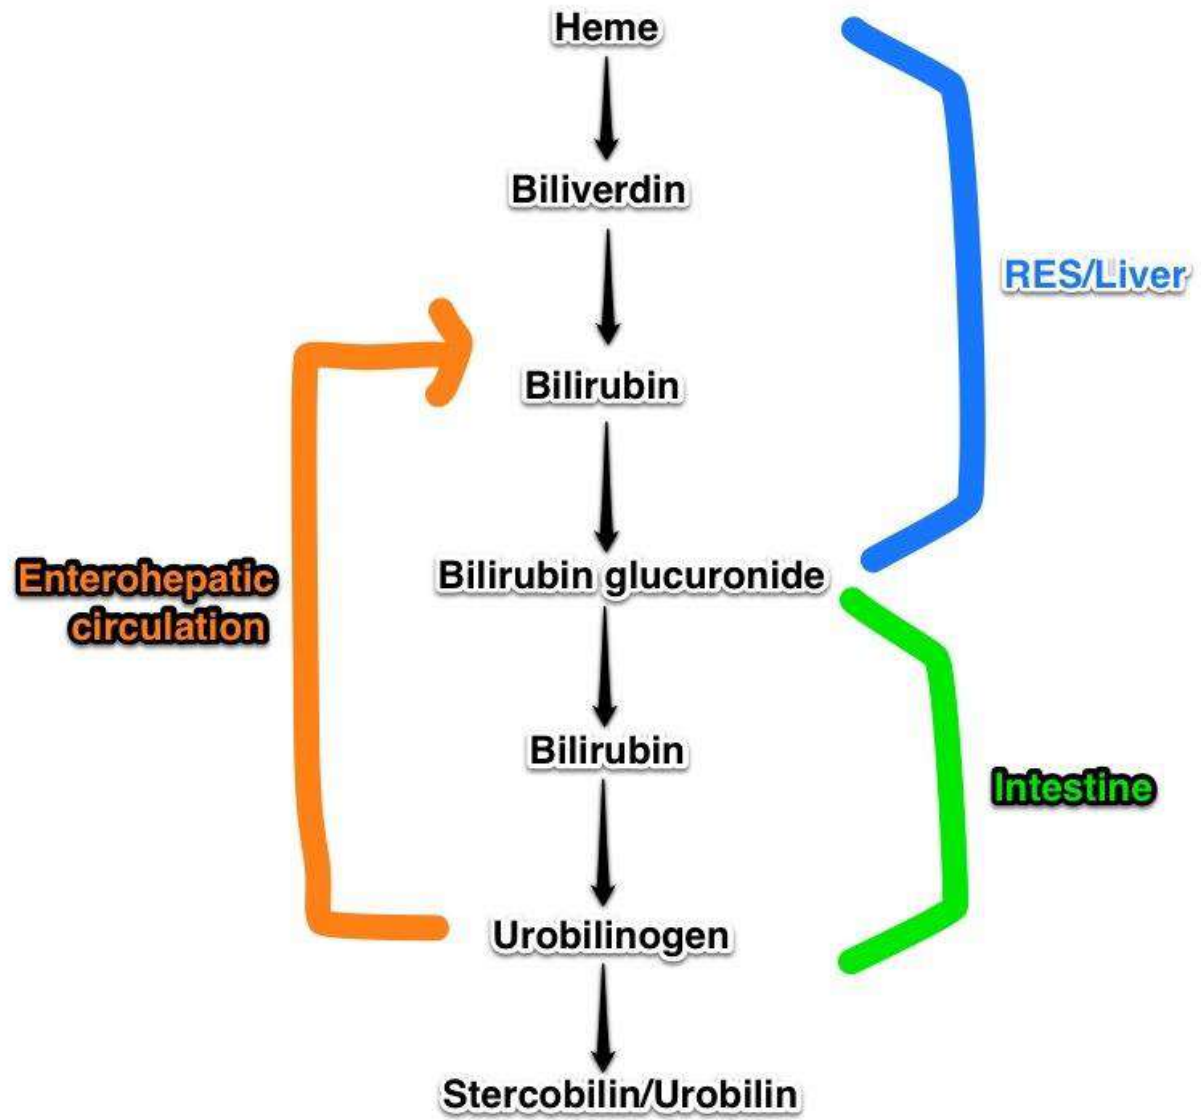 Heme
Biliverdin
RES/Liver
Bilirubin
Enterohepatic
circulation
Bilirubin glucuronide
Bilirubin
Intestine
Urobilinogen
Stercobilin/Urobilin